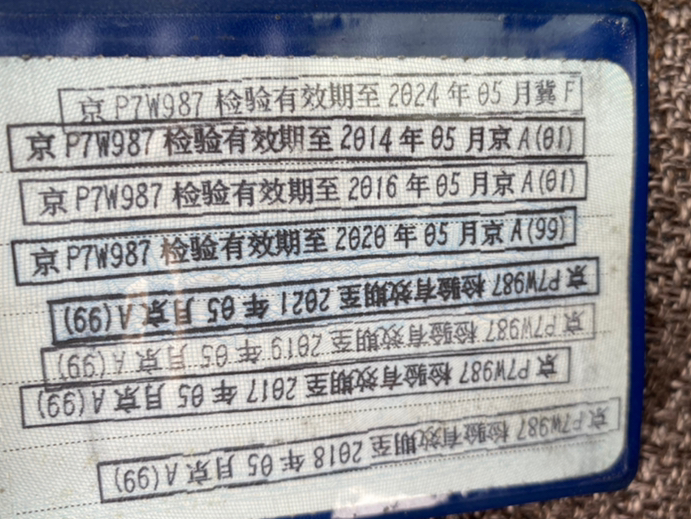 京 P7W987 检验有效期至 2024 年 05 月冀 F
京 P7W987 检验有效期至 2014 年 05 月京 A(01)
京 P7W987 检验有效期至 2016 年 05 月京 A(01)
京 P7W987 检验有效期至 2020 年 05 月京 A(99)
京 P7W987 检验有效期至 2021 年 05 月京 A(99)
京 P7W987 检验有效期至 2019 年 05 月京 A(99)
京 P7W987 检验有效期至 2017 年 05 月京 A(99)
京 P7W987 检验有效期至 2018 年 05 月京 A(99)